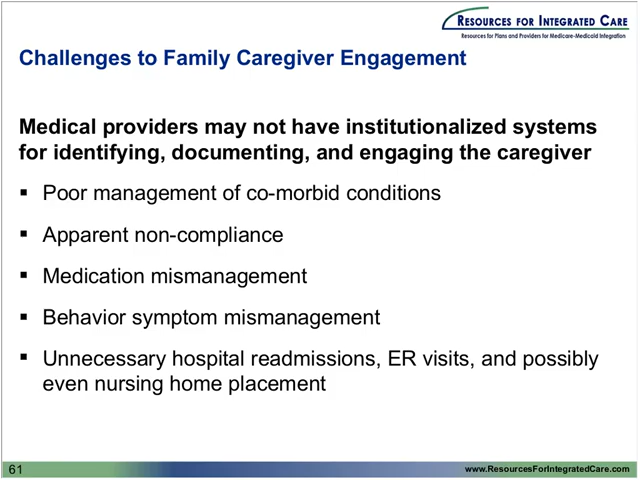 RESOURCES FOR INTEGRATED CARE
Resources for Plans and Providers for Medicare-Medicaid Integration
Challenges to Family Caregiver Engagement
Medical providers may not have institutionalized systems
for identifying, documenting, and engaging the caregiver
▪ Poor management of co-morbid conditions
▪ Apparent non-compliance
▪ Medication mismanagement
▪ Behavior symptom mismanagement
▪ Unnecessary hospital readmissions, ER visits, and possibly
even nursing home placement
61
www.ResourcesForIntegratedCare.com